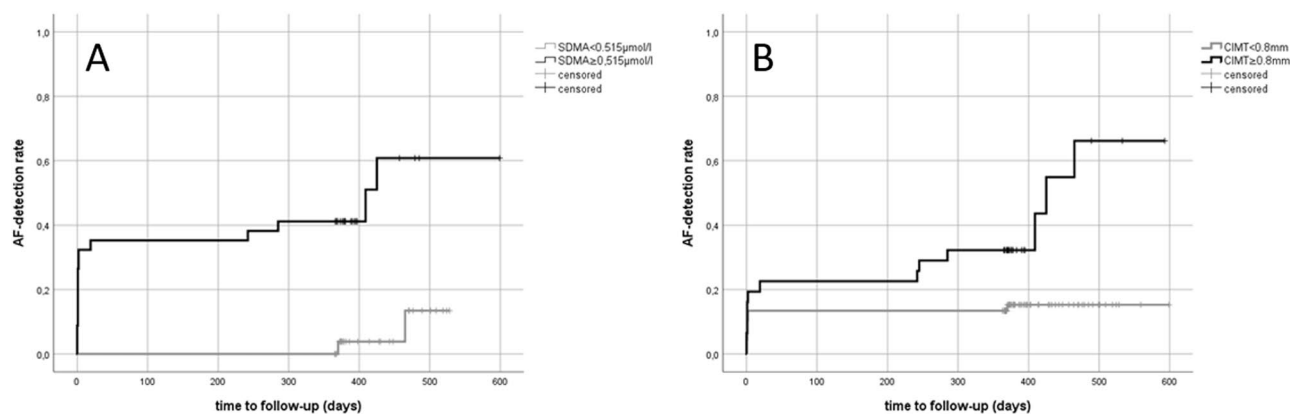 A
SDMA<0.515µmol/l
SDMA≥0,515µmol/l
censored
censored
1,0
0,8
0,6
0,4
0,2
0,0
AF-detection rate
0 100 200 300 400 500 600
time to follow-up (days)
B
CIMT<0.8mm
CIMT≥0.8mm
censored
censored
1,0
0,8
0,6
0,4
0,2
0,0
AF-detection rate
0 100 200 300 400 500 600
time to follow-up (days)